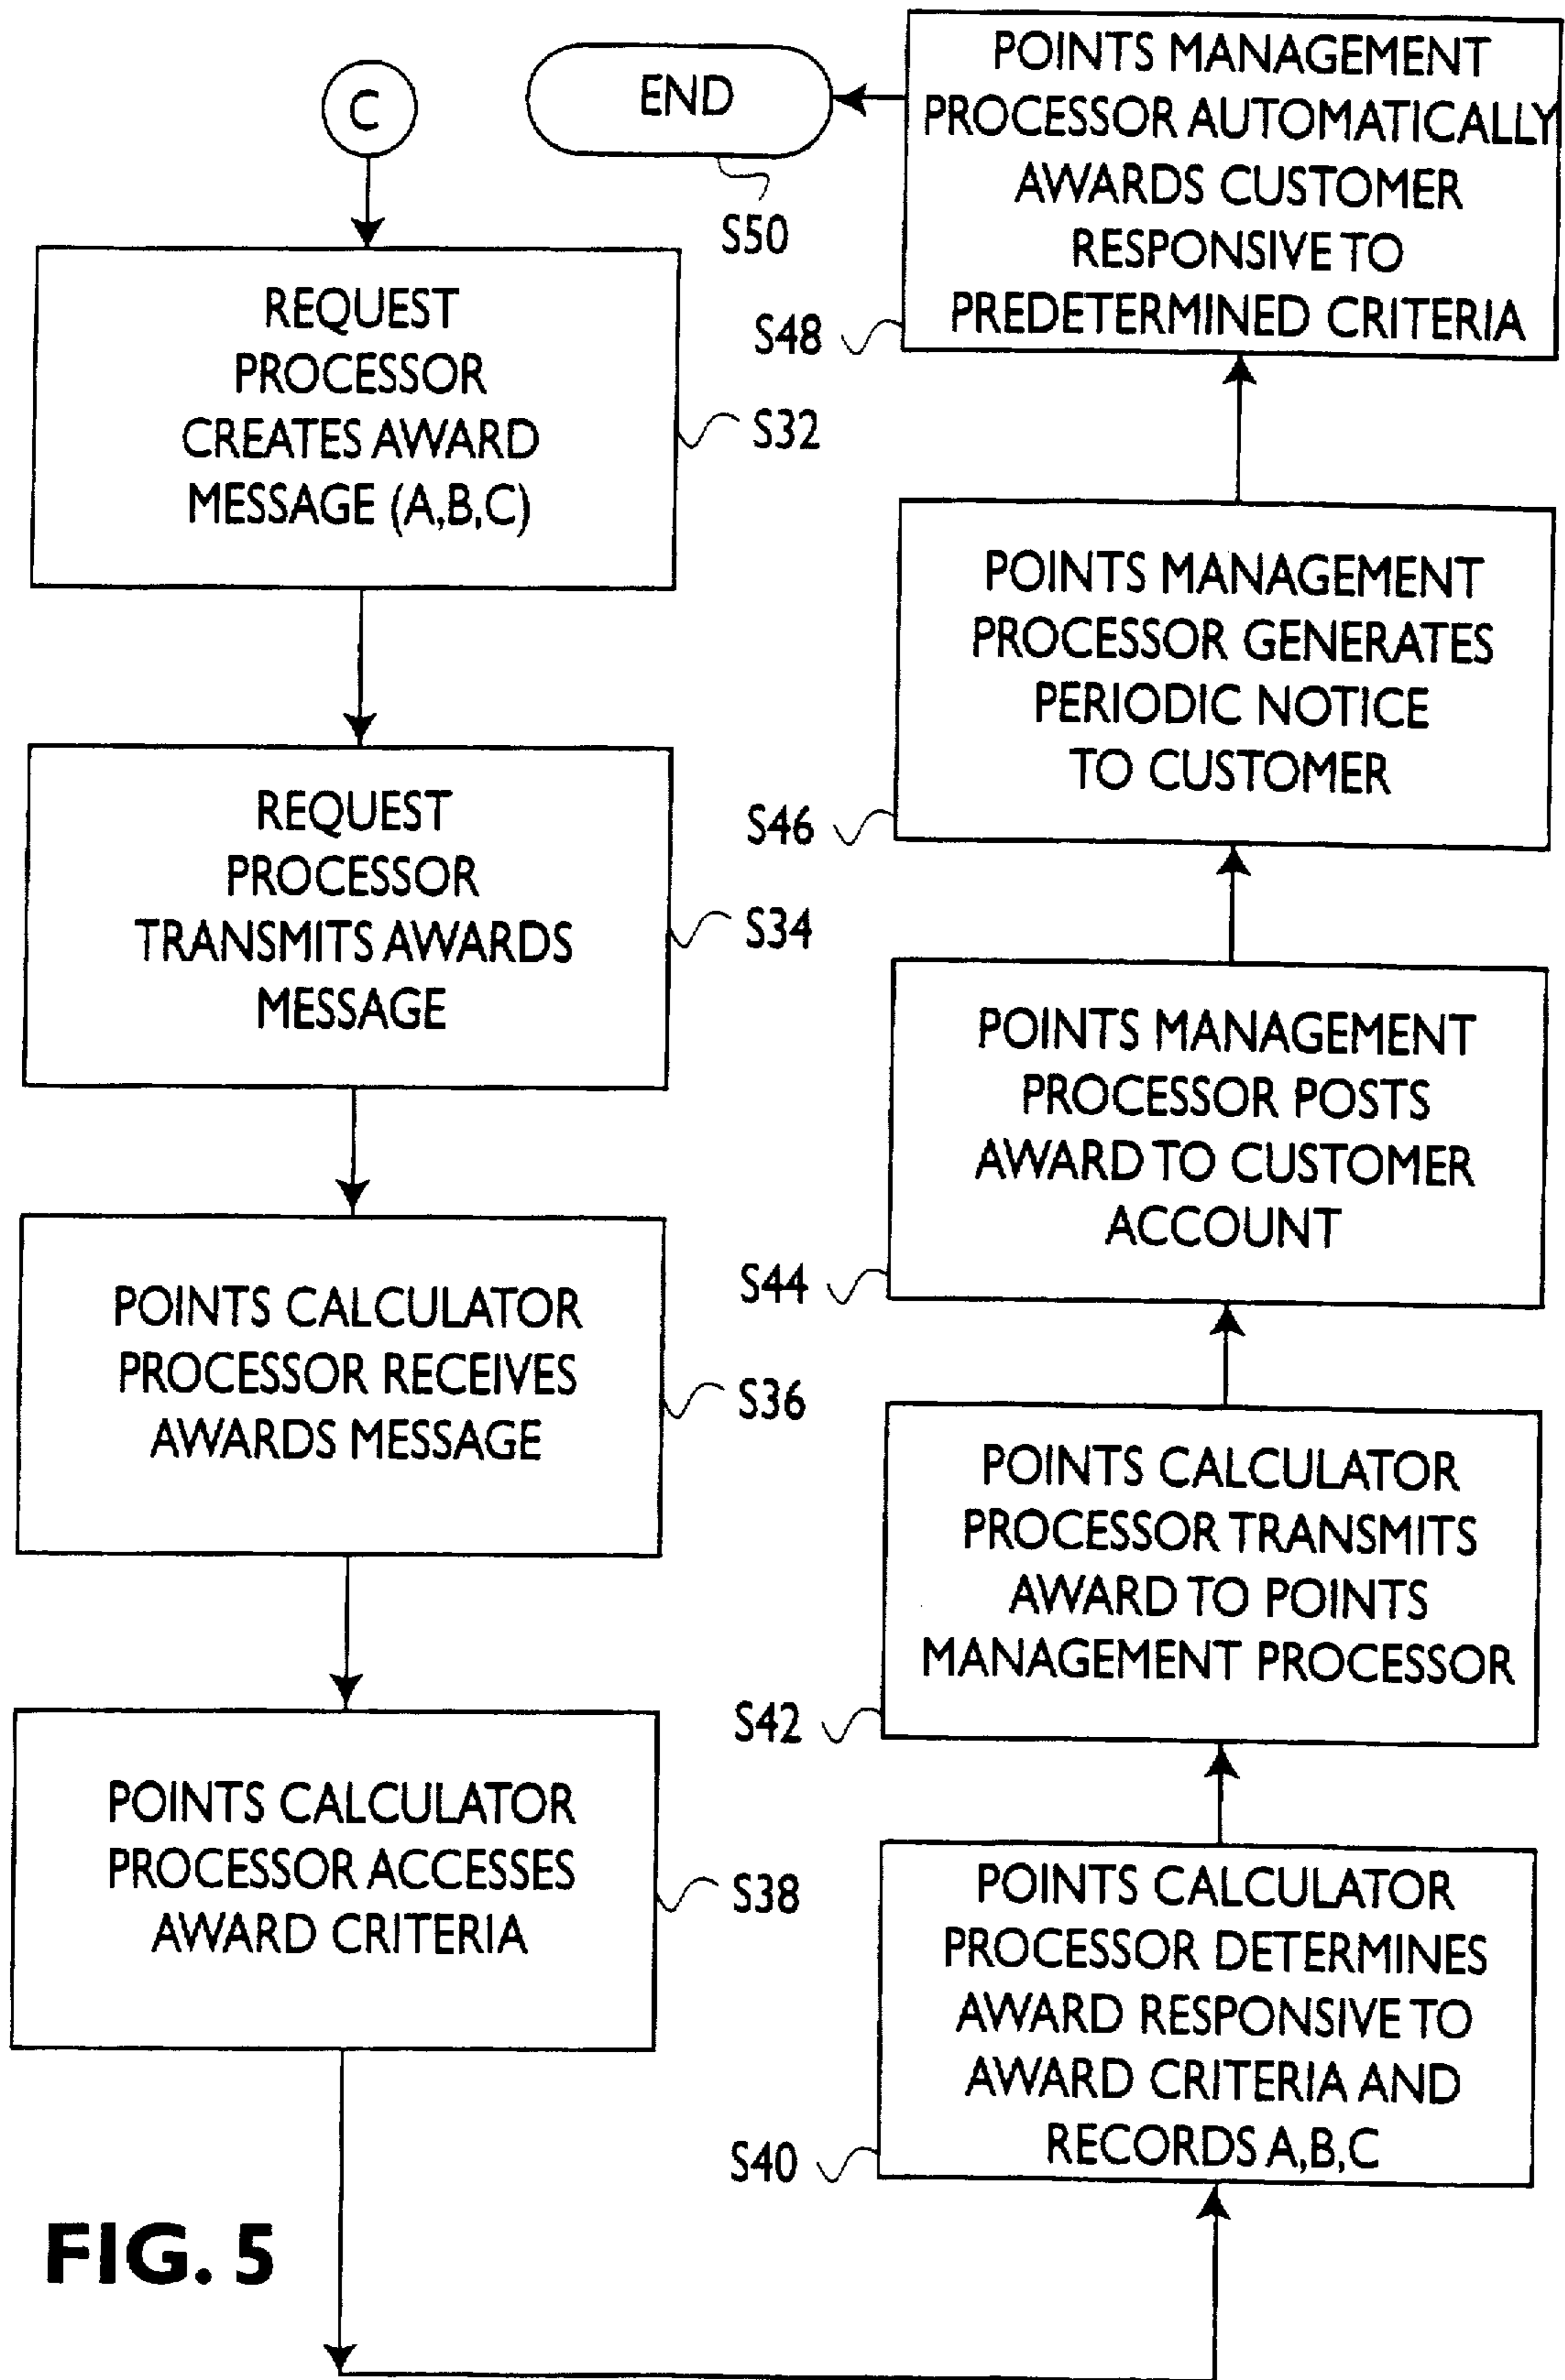 C
REQUEST
PROCESSOR
CREATES AWARD
MESSAGE (A,B,C)
S32
REQUEST
PROCESSOR
TRANSMITS AWARDS
MESSAGE
S34
POINTS CALCULATOR
PROCESSOR RECEIVES
AWARDS MESSAGE
S36
POINTS CALCULATOR
PROCESSOR ACCESSES
AWARD CRITERIA
S38
POINTS CALCULATOR
PROCESSOR DETERMINES
AWARD RESPONSIVE TO
AWARD CRITERIA AND
RECORDS A,B,C
S40
POINTS CALCULATOR
PROCESSOR TRANSMITS
AWARD TO POINTS
MANAGEMENT PROCESSOR
S42
POINTS MANAGEMENT
PROCESSOR POSTS
AWARD TO CUSTOMER
ACCOUNT
S44
POINTS MANAGEMENT
PROCESSOR GENERATES
PERIODIC NOTICE
TO CUSTOMER
S46
POINTS MANAGEMENT
PROCESSOR AUTOMATICALLY
AWARDS CUSTOMER
RESPONSIVE TO
PREDETERMINED CRITERIA
S48
END
S50
FIG. 5